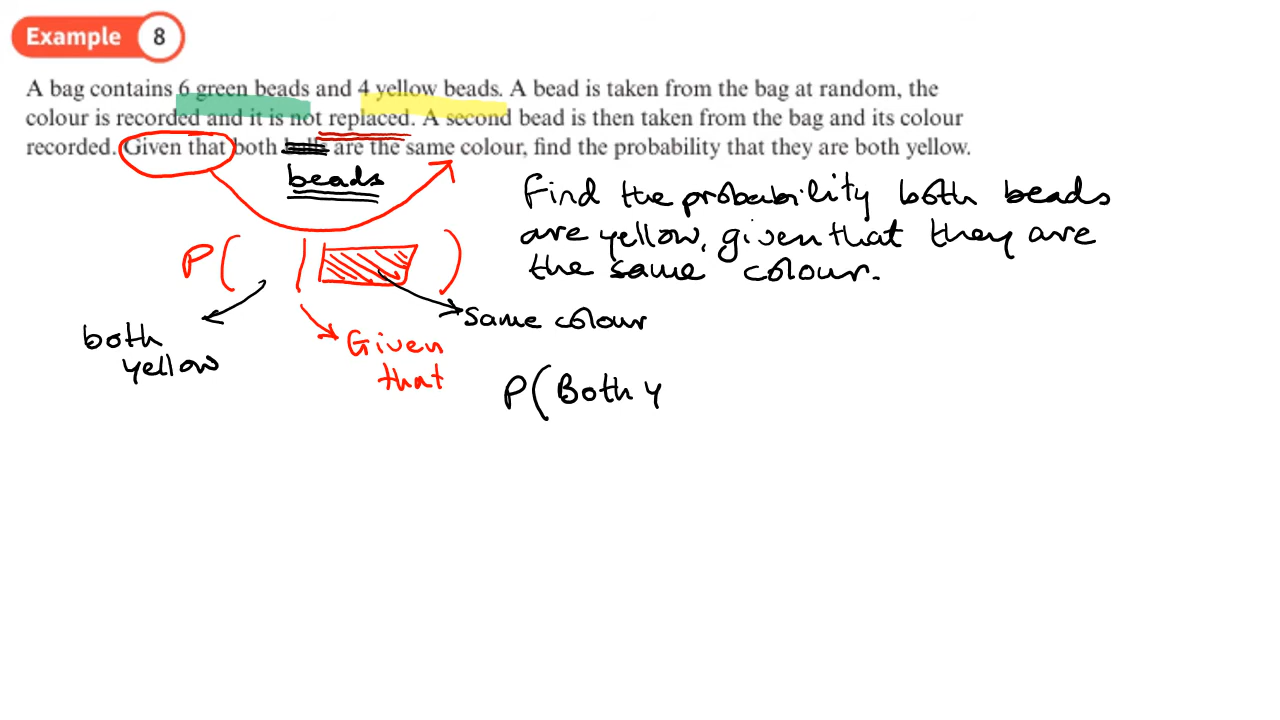 Example 8
A bag contains 6 green beads and 4 yellow beads. A bead is taken from the bag at random, the
colour is recorded and it is not replaced. A second bead is then taken from the bag and its colour
recorded. Given that both are the same colour, find the probability that they are both yellow.
beads
Find the probability both beads
are yellow, given that they are
the same colour.
P( | )
same colour
both
yellow
Given
that
P(Both y